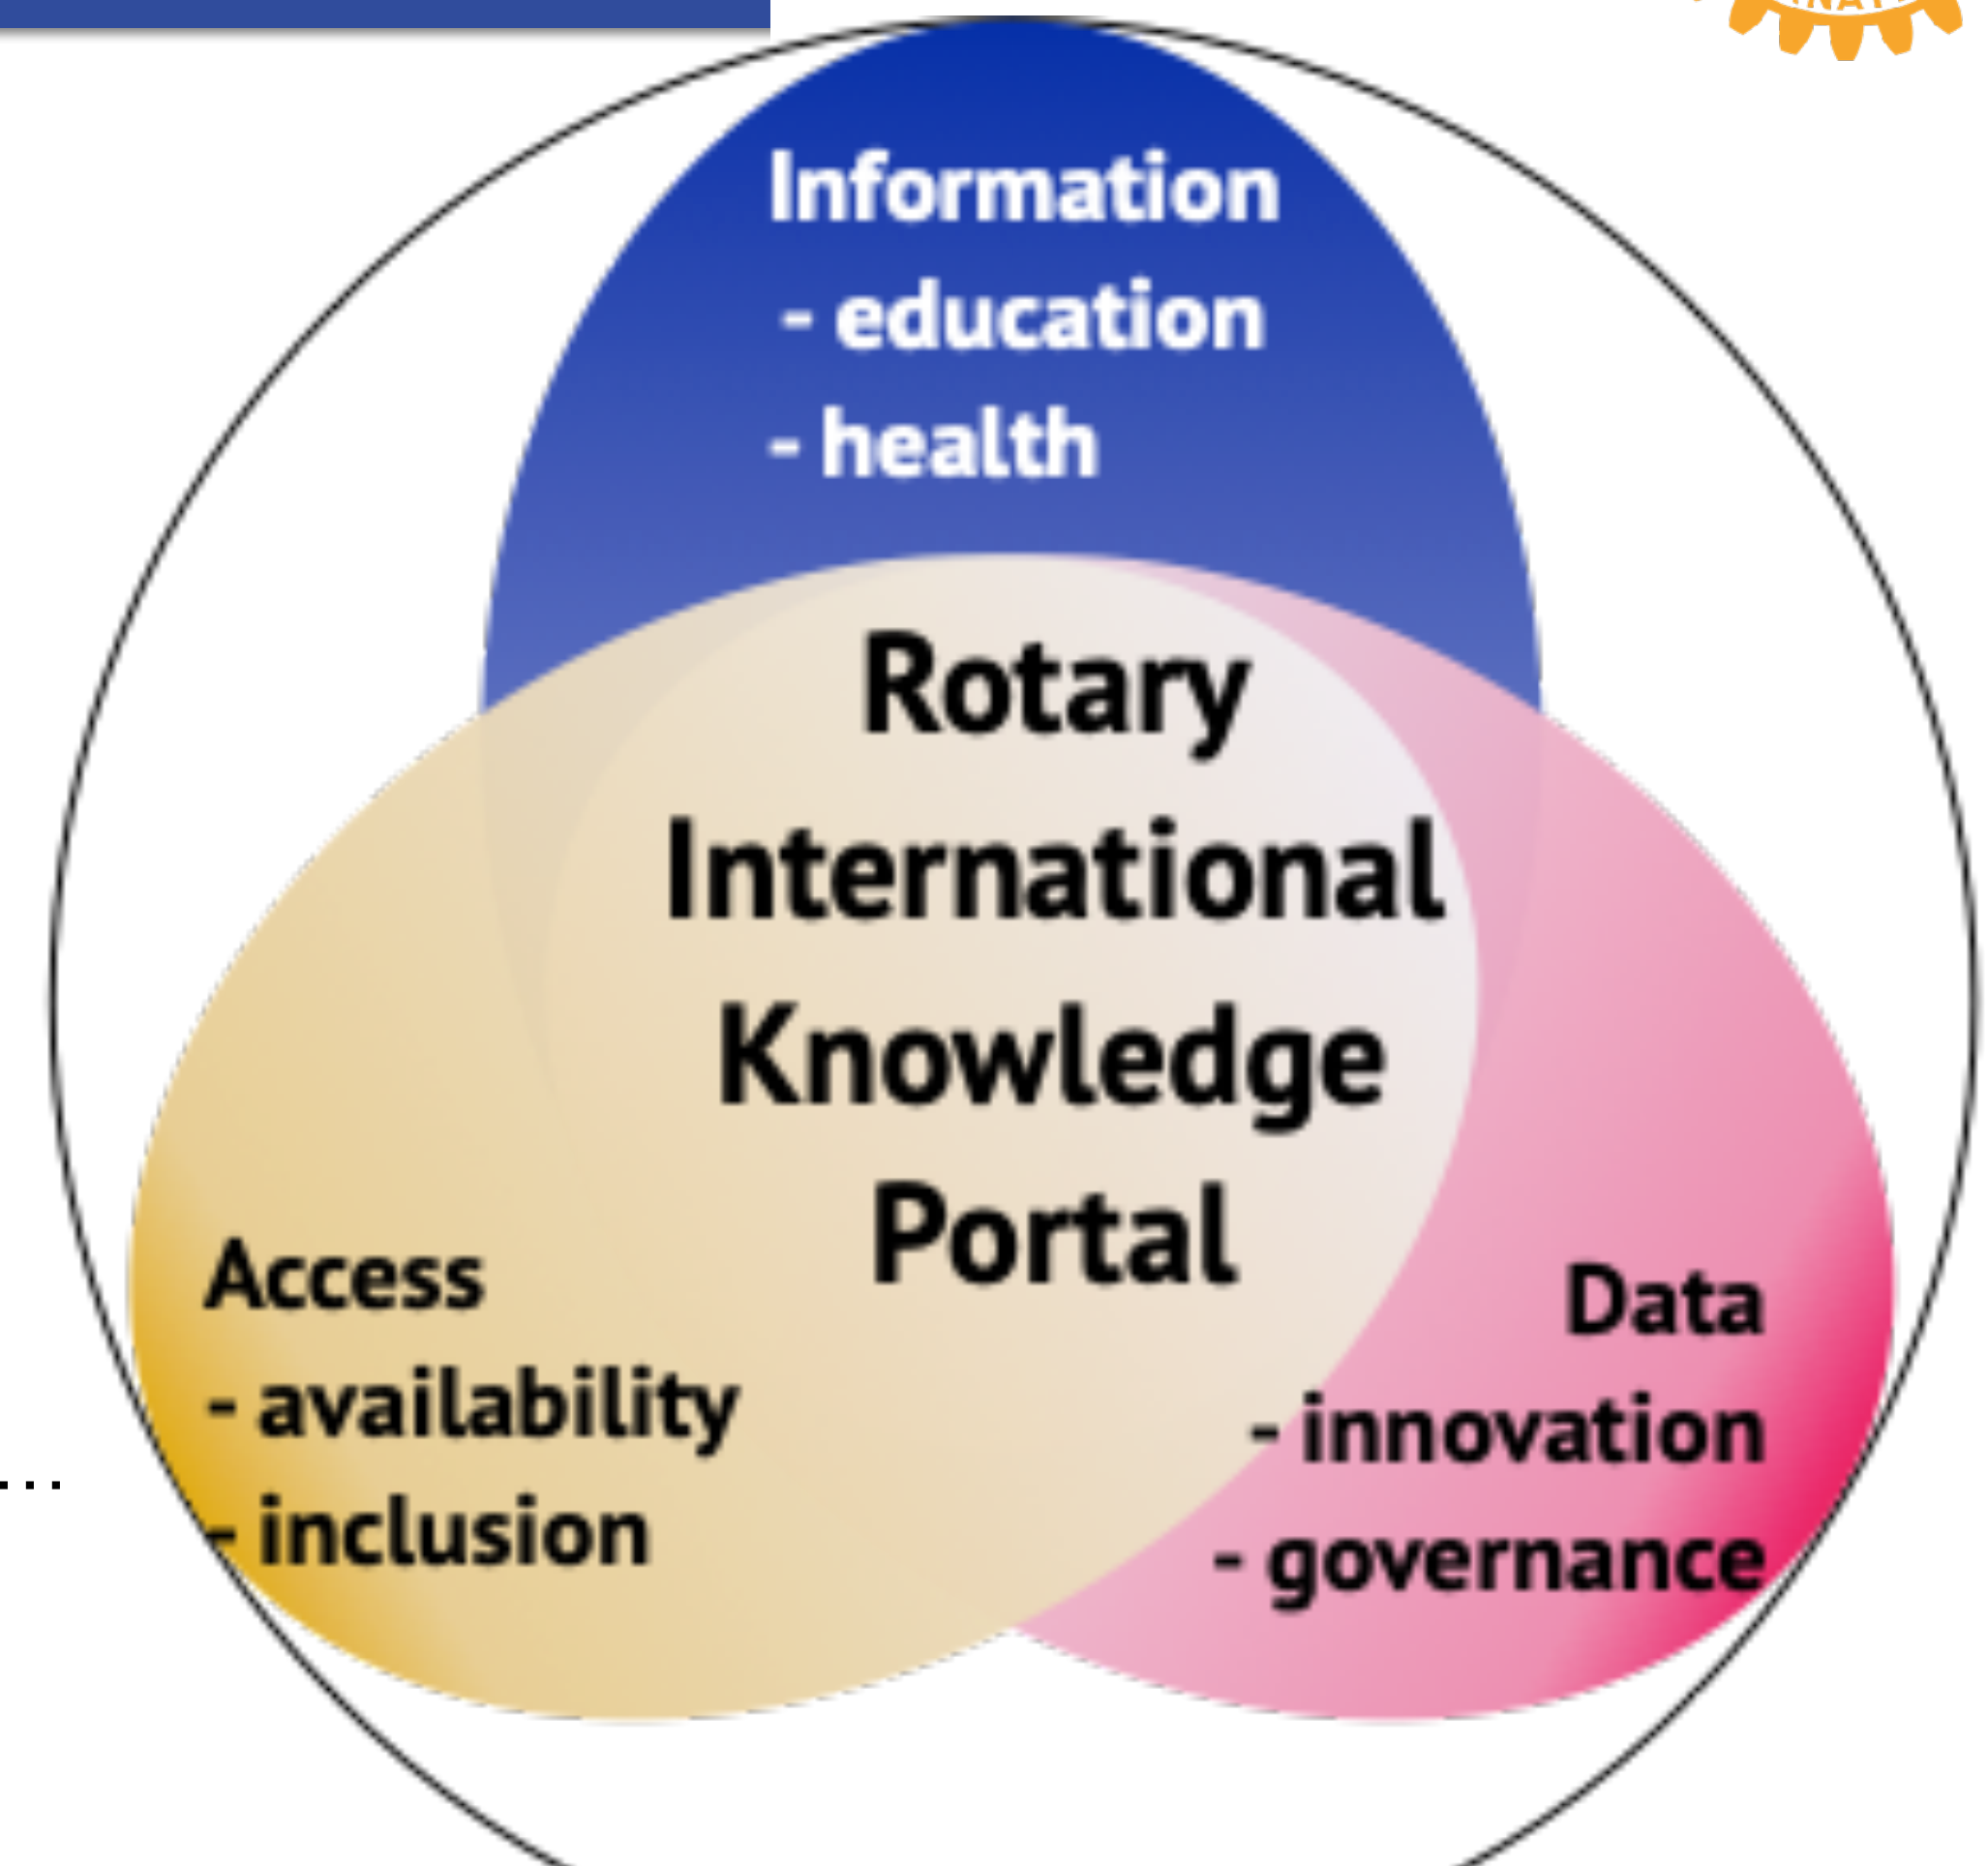 Information
- education
- health
Rotary
International
Knowledge
Portal
Access
- availability
- inclusion
Data
- innovation
- governance
...